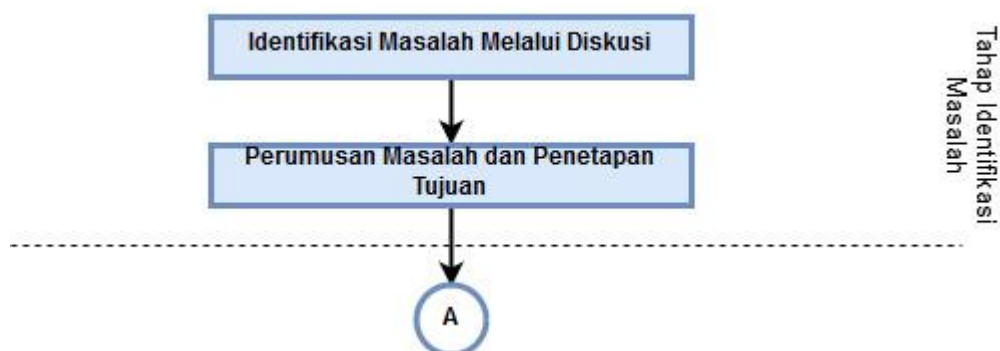 Identifikasi Masalah Melalui Diskusi
Perumusan Masalah dan Penetapan
Tujuan
A
Tahap Identifikasi
Masalah